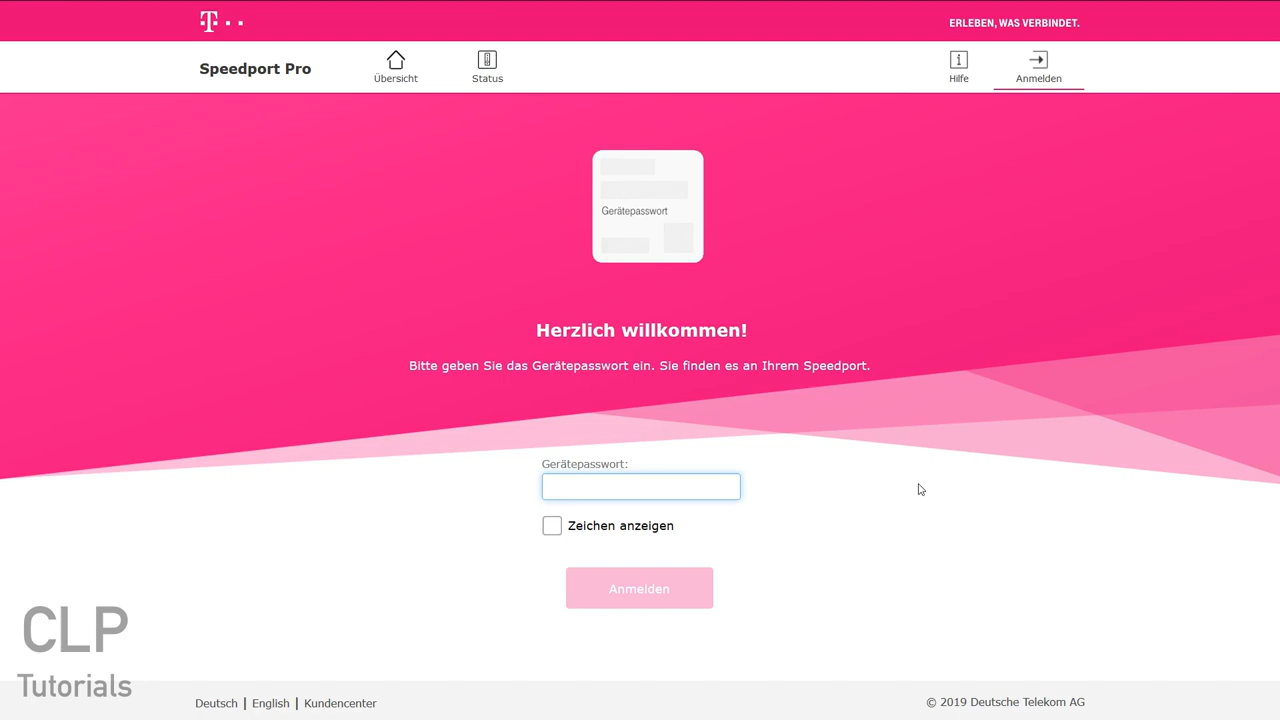 T
ERLEBEN, WAS VERBINDET.
Speedport Pro
Übersicht
Status
Hilfe
Anmelden
Gerätepasswort
Herzlich willkommen!
Bitte geben Sie das Gerätepasswort ein. Sie finden es an Ihrem Speedport.
Gerätepasswort:
Zeichen anzeigen
Anmelden
CLP
Tutorials
Deutsch | English | Kundencenter
© 2019 Deutsche Telekom AG